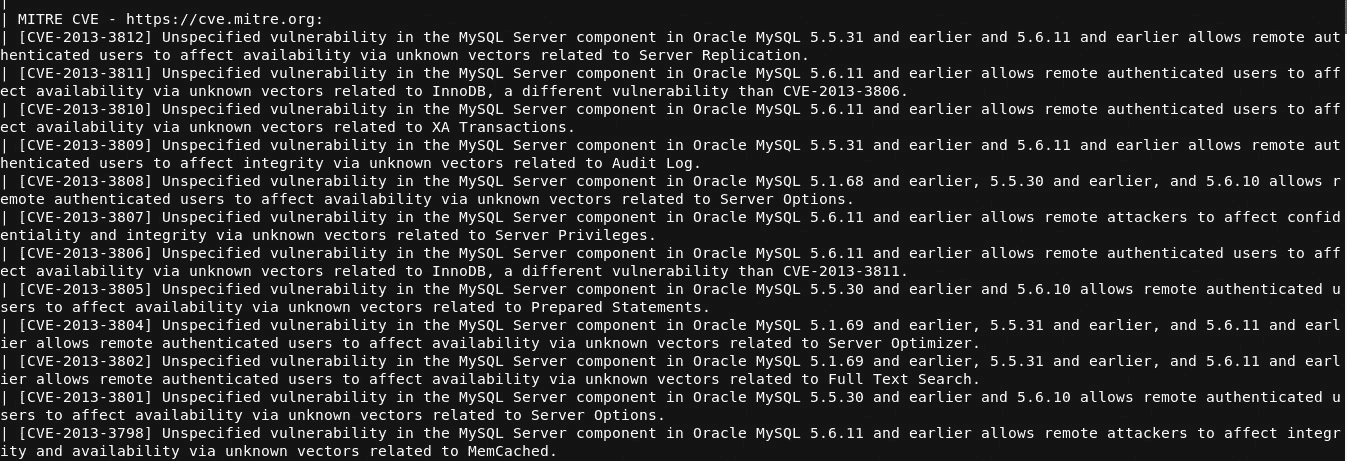 |
| MITRE CVE - https://cve.mitre.org:
| [CVE-2013-3812] Unspecified vulnerability in the MySQL Server component in Oracle MySQL 5.5.31 and earlier and 5.6.11 and earlier allows remote aut
henticated users to affect availability via unknown vectors related to Server Replication.
| [CVE-2013-3811] Unspecified vulnerability in the MySQL Server component in Oracle MySQL 5.6.11 and earlier allows remote authenticated users to aff
ect availability via unknown vectors related to InnoDB, a different vulnerability than CVE-2013-3806.
| [CVE-2013-3810] Unspecified vulnerability in the MySQL Server component in Oracle MySQL 5.6.11 and earlier allows remote authenticated users to aff
ect availability via unknown vectors related to XA Transactions.
| [CVE-2013-3809] Unspecified vulnerability in the MySQL Server component in Oracle MySQL 5.5.31 and earlier and 5.6.11 and earlier allows remote aut
henticated users to affect integrity via unknown vectors related to Audit Log.
| [CVE-2013-3808] Unspecified vulnerability in the MySQL Server component in Oracle MySQL 5.1.68 and earlier, 5.5.30 and earlier, and 5.6.10 allows r
emote authenticated users to affect availability via unknown vectors related to Server Options.
| [CVE-2013-3807] Unspecified vulnerability in the MySQL Server component in Oracle MySQL 5.6.11 and earlier allows remote attackers to affect confid
entiality and integrity via unknown vectors related to Server Privileges.
| [CVE-2013-3806] Unspecified vulnerability in the MySQL Server component in Oracle MySQL 5.6.11 and earlier allows remote authenticated users to aff
ect availability via unknown vectors related to InnoDB, a different vulnerability than CVE-2013-3811.
| [CVE-2013-3805] Unspecified vulnerability in the MySQL Server component in Oracle MySQL 5.5.30 and earlier and 5.6.10 allows remote authenticated u
sers to affect availability via unknown vectors related to Prepared Statements.
| [CVE-2013-3804] Unspecified vulnerability in the MySQL Server component in Oracle MySQL 5.1.69 and earlier, 5.5.31 and earlier, and 5.6.11 and earl
ier allows remote authenticated users to affect availability via unknown vectors related to Server Optimizer.
| [CVE-2013-3802] Unspecified vulnerability in the MySQL Server component in Oracle MySQL 5.1.69 and earlier, 5.5.31 and earlier, and 5.6.11 and earl
ier allows remote authenticated users to affect availability via unknown vectors related to Full Text Search.
| [CVE-2013-3801] Unspecified vulnerability in the MySQL Server component in Oracle MySQL 5.5.30 and earlier and 5.6.10 allows remote authenticated u
sers to affect availability via unknown vectors related to Server Options.
| [CVE-2013-3798] Unspecified vulnerability in the MySQL Server component in Oracle MySQL 5.6.11 and earlier allows remote attackers to affect integr
ity and availability via unknown vectors related to MemCached.